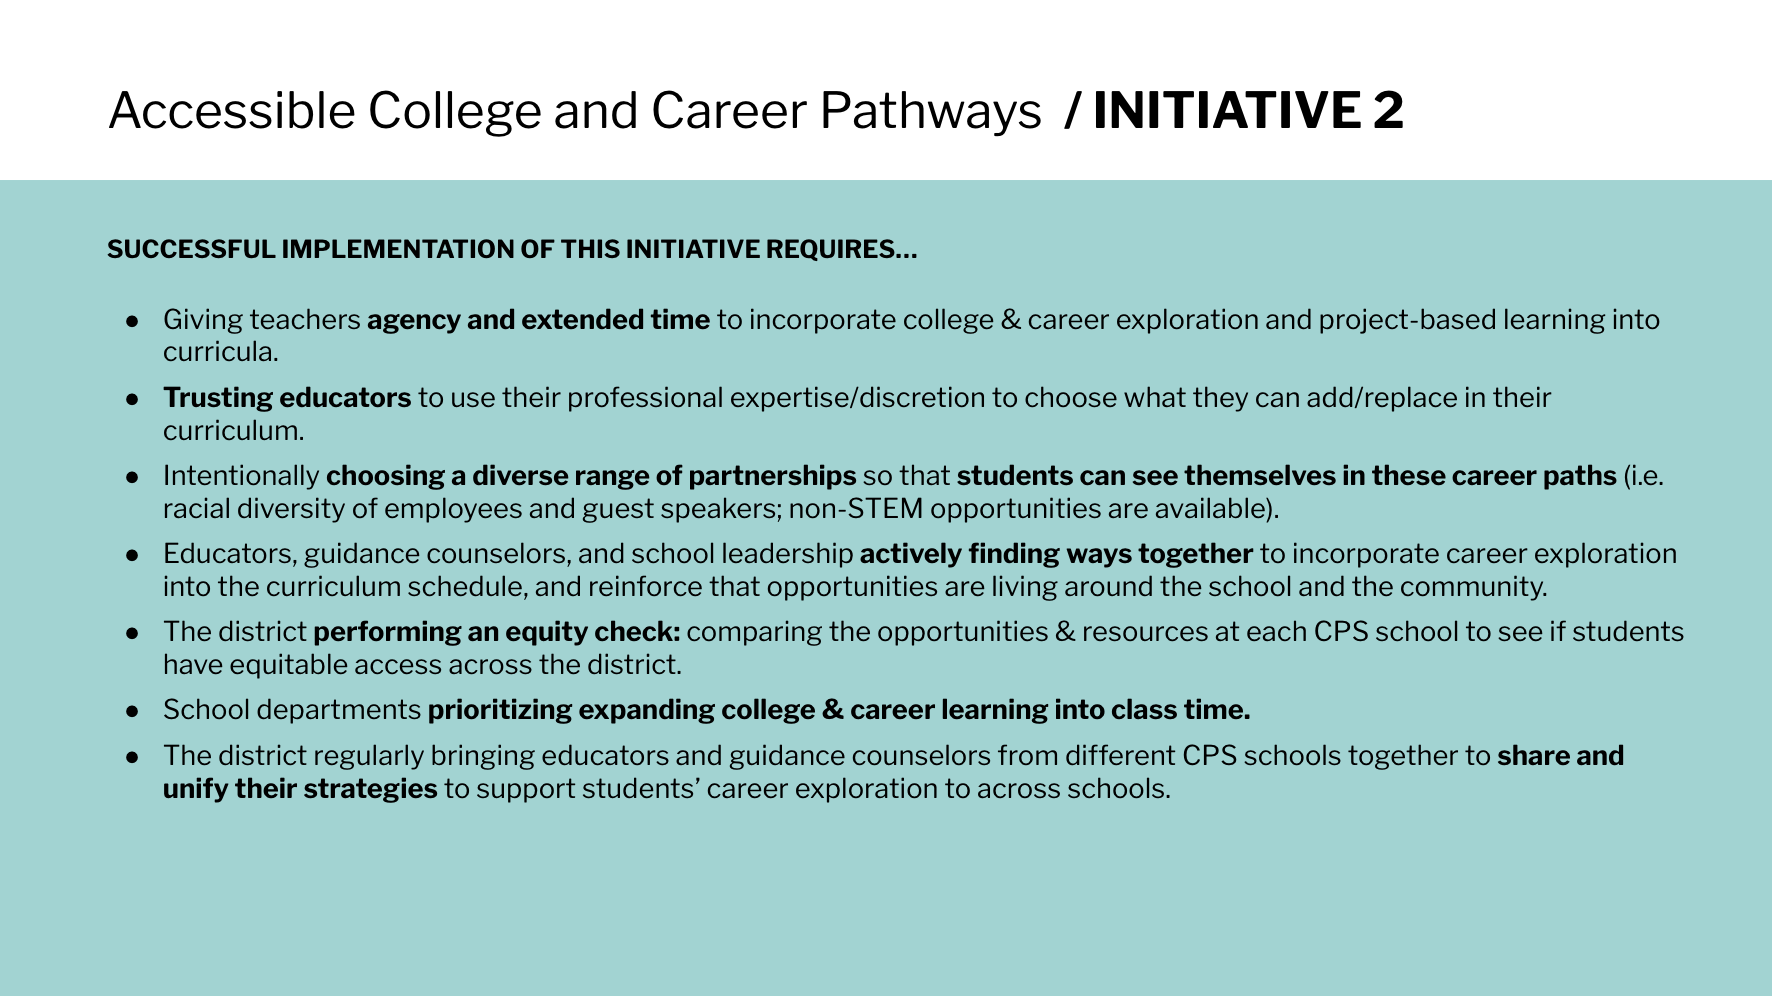 Accessible College and Career Pathways / INITIATIVE 2
SUCCESSFUL IMPLEMENTATION OF THIS INITIATIVE REQUIRES...
● Giving teachers agency and extended time to incorporate college & career exploration and project-based learning into
curricula.
● Trusting educators to use their professional expertise/discretion to choose what they can add/replace in their
curriculum.
● Intentionally choosing a diverse range of partnerships so that students can see themselves in these career paths (i.e.
racial diversity of employees and guest speakers; non-STEM opportunities are available).
● Educators, guidance counselors, and school leadership actively finding ways together to incorporate career exploration
into the curriculum schedule, and reinforce that opportunities are living around the school and the community.
● The district performing an equity check: comparing the opportunities & resources at each CPS school to see if students
have equitable access across the district.
● School departments prioritizing expanding college & career learning into class time.
● The district regularly bringing educators and guidance counselors from different CPS schools together to share and
unify their strategies to support students’ career exploration to across schools.